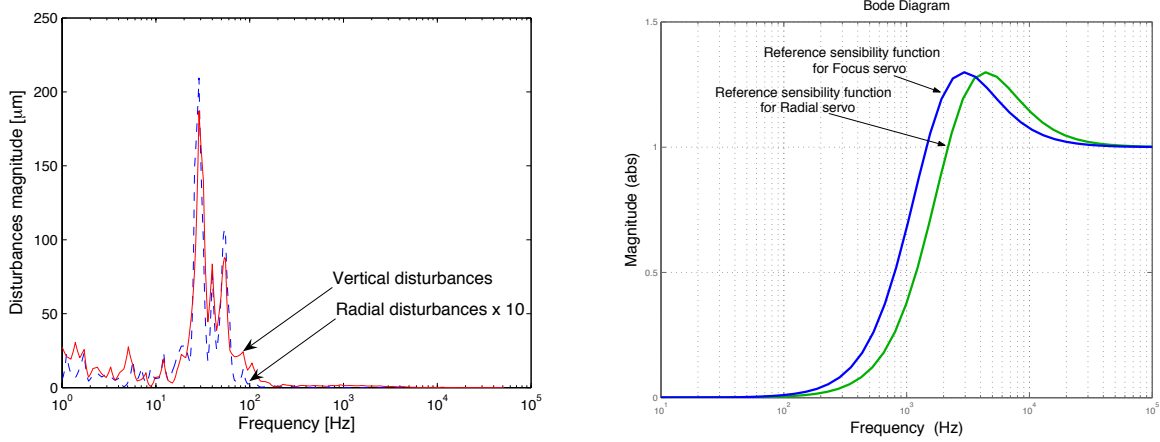 250
200
150
100
50
0
10^0
10^1
10^2
10^3
10^4
10^5
Disturbances magnitude [μm]
Frequency [Hz]
Vertical disturbances
Radial disturbances x 10
Bode Diagram
1.5
1
0.5
0
10^1
10^2
10^3
10^4
10^5
Magnitude (abs)
Frequency (Hz)
Reference sensibility function
for Focus servo
Reference sensibility function
for Radial servo